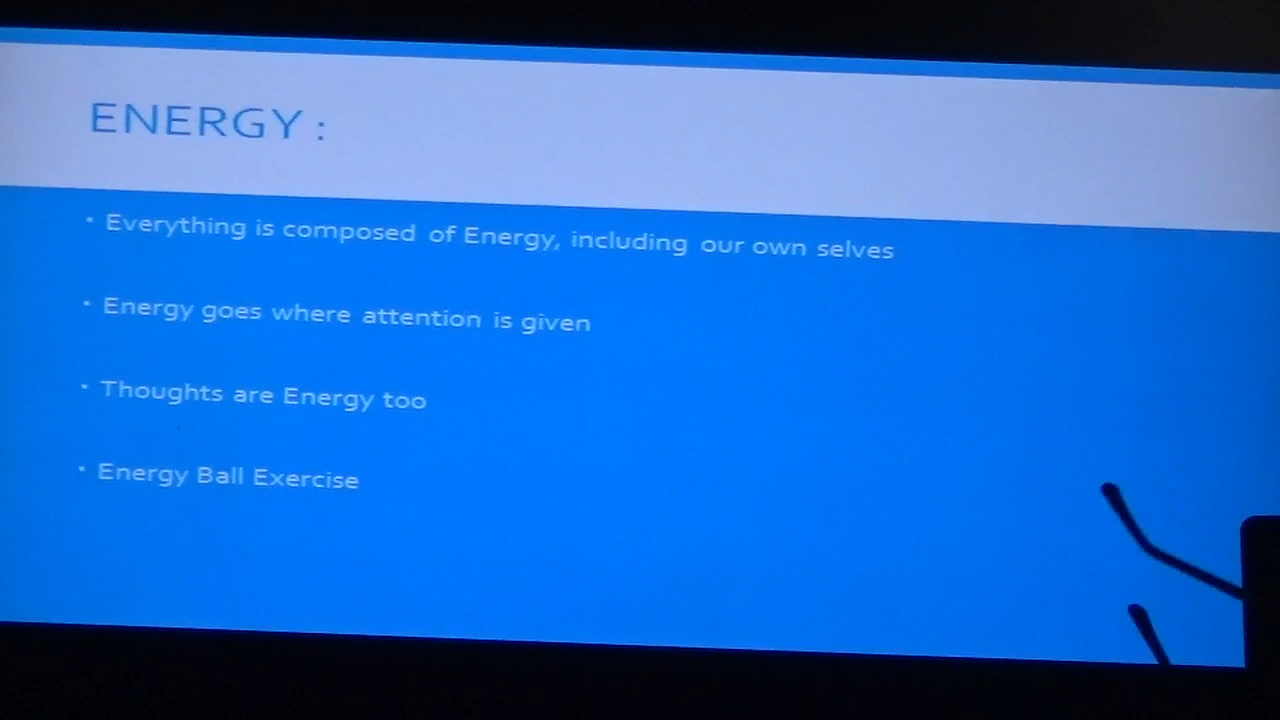 ENERGY :
• Everything is composed of Energy, including our own selves
• Energy goes where attention is given
• Thoughts are Energy too
• Energy Ball Exercise